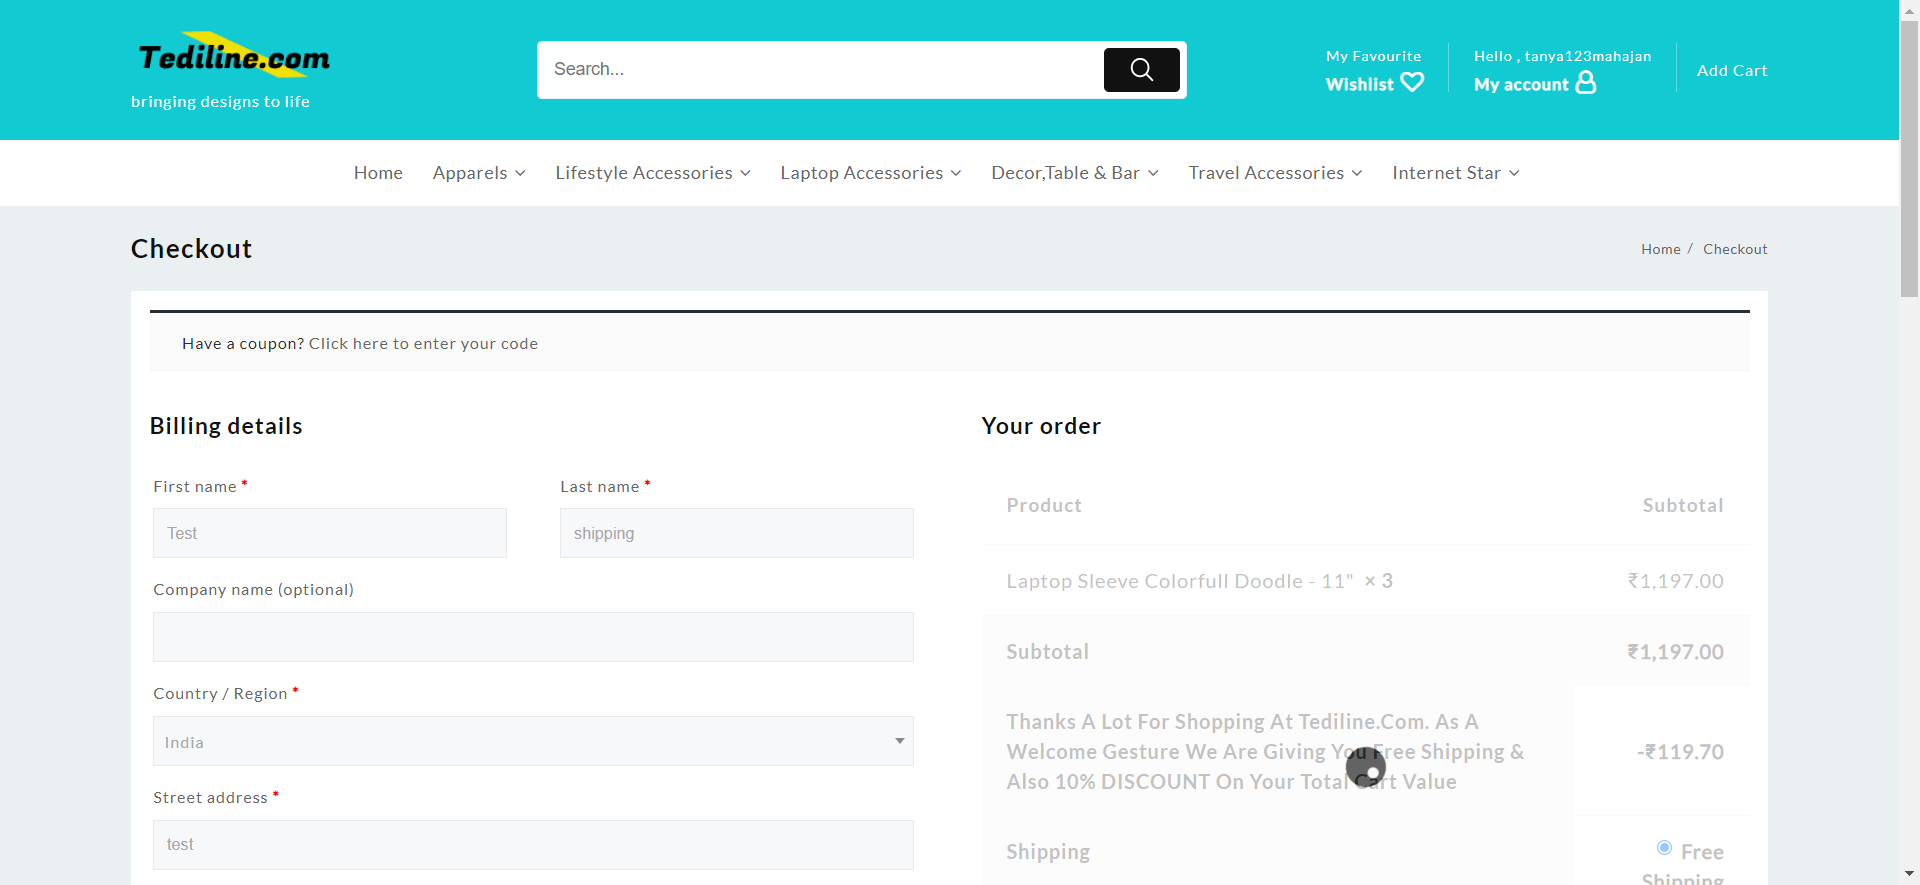 Tediline.com
bringing designs to life
Search...
My Favourite
Wishlist
Hello , tanya123mahajan
My account
Add Cart
Home Apparels Lifestyle Accessories Laptop Accessories Decor,Table & Bar Travel Accessories Internet Star
Checkout
Home / Checkout
Have a coupon? Click here to enter your code
Billing details
First name *
Last name *
Test
shipping
Company name (optional)
Country / Region *
India
Street address *
test
Your order
Product Subtotal
Laptop Sleeve Colorfull Doodle - 11" × 3 ₹1,197.00
Subtotal ₹1,197.00
Thanks A Lot For Shopping At Tediline.Com. As A
Welcome Gesture We Are Giving You Free Shipping &
Also 10% DISCOUNT On Your Total Cart Value
-₹119.70
Shipping
Free
Shipping